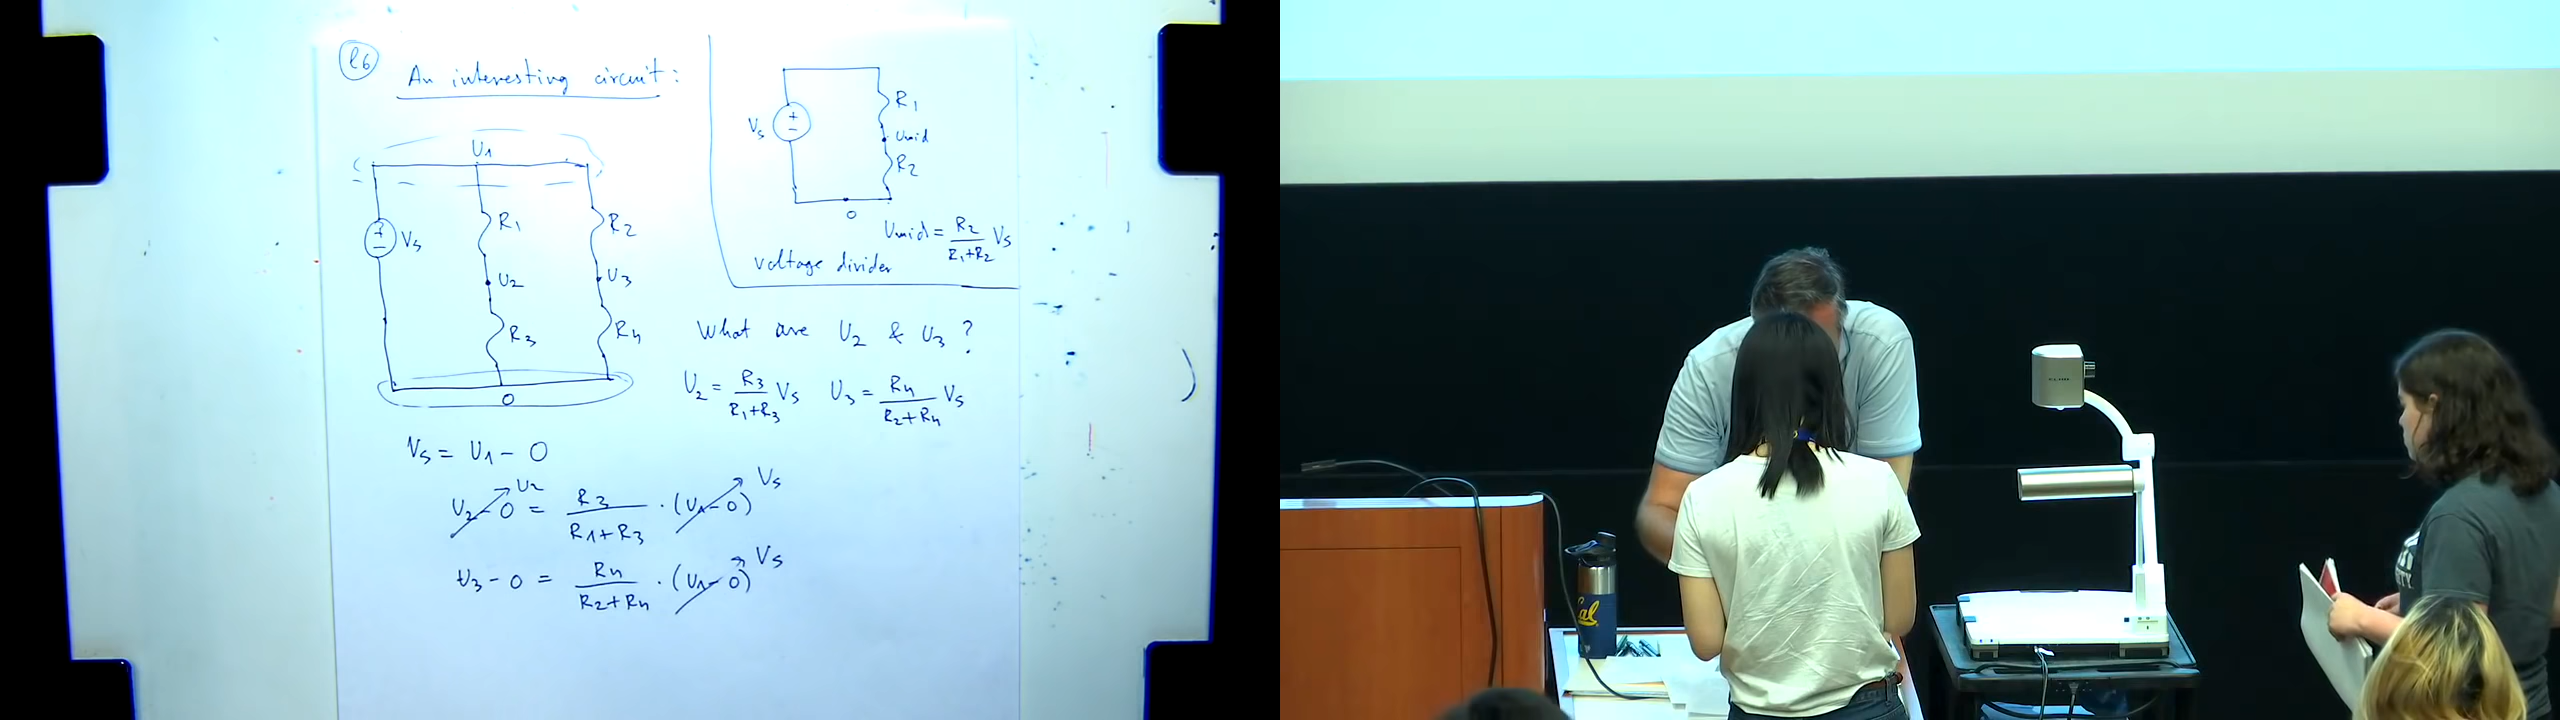 R6
An interesting circuit:
U1
Vs
R1
R2
U2
U3
R3
R4
0
Vs
R1
Umid
R2
0
Umid = R2/(R1+R2) Vs
voltage divider
What are U2 & U3 ?
U2 = R3/(R1+R3) Vs U3 = R4/(R2+R4) Vs
Vs = U1 - 0
U2 - 0 U2 = R3/(R1+R3) · (U1 - 0) Vs
U3 - 0 = R4/(R2+R4) · (U1 - 0) Vs
Cal